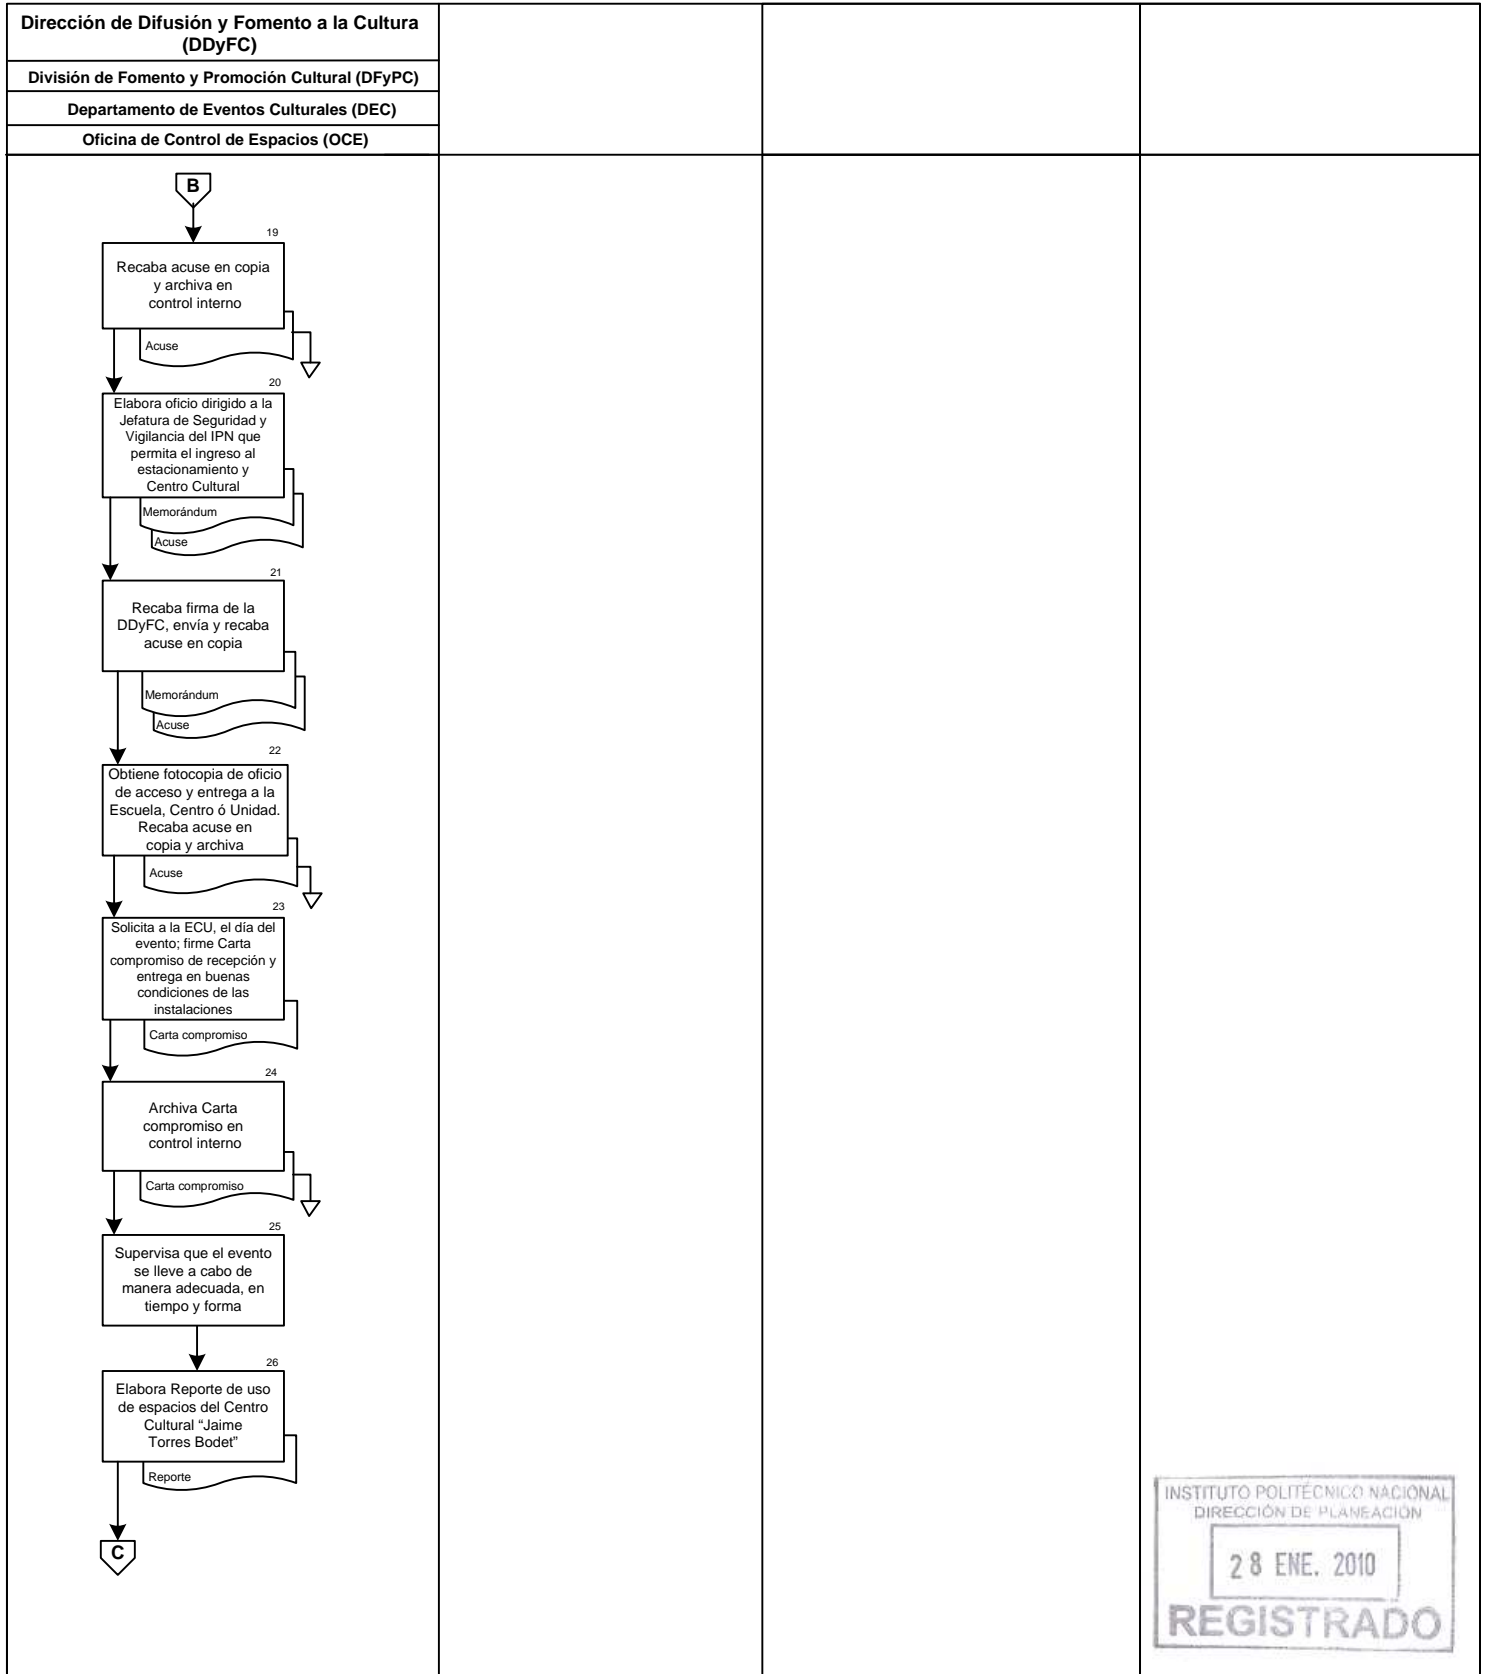 Dirección de Difusión y Fomento a la Cultura
(DDyFC)
División de Fomento y Promoción Cultural (DFyPC)
Departamento de Eventos Culturales (DEC)
Oficina de Control de Espacios (OCE)
B
19
Recaba acuse en copia
y archiva en
control interno
Acuse
20
Elabora oficio dirigido a la
Jefatura de Seguridad y
Vigilancia del IPN que
permita el ingreso al
estacionamiento y
Centro Cultural
Memorándum
Acuse
21
Recaba firma de la
DDyFC, envía y recaba
acuse en copia
Memorándum
Acuse
22
Obtiene fotocopia de oficio
de acceso y entrega a la
Escuela, Centro ó Unidad.
Recaba acuse en
copia y archiva
Acuse
23
Solicita a la ECU, el día del
evento; firme Carta
compromiso de recepción y
entrega en buenas
condiciones de las
instalaciones
Carta compromiso
24
Archiva Carta
compromiso en
control interno
Carta compromiso
25
Supervisa que el evento
se lleve a cabo de
manera adecuada, en
tiempo y forma
26
Elabora Reporte de uso
de espacios del Centro
Cultural “Jaime
Torres Bodet”
Reporte
C
INSTITUTO POLITÉCNICO NACIONAL
DIRECCIÓN DE PLANEACIÓN
28 ENE. 2010
REGISTRADO